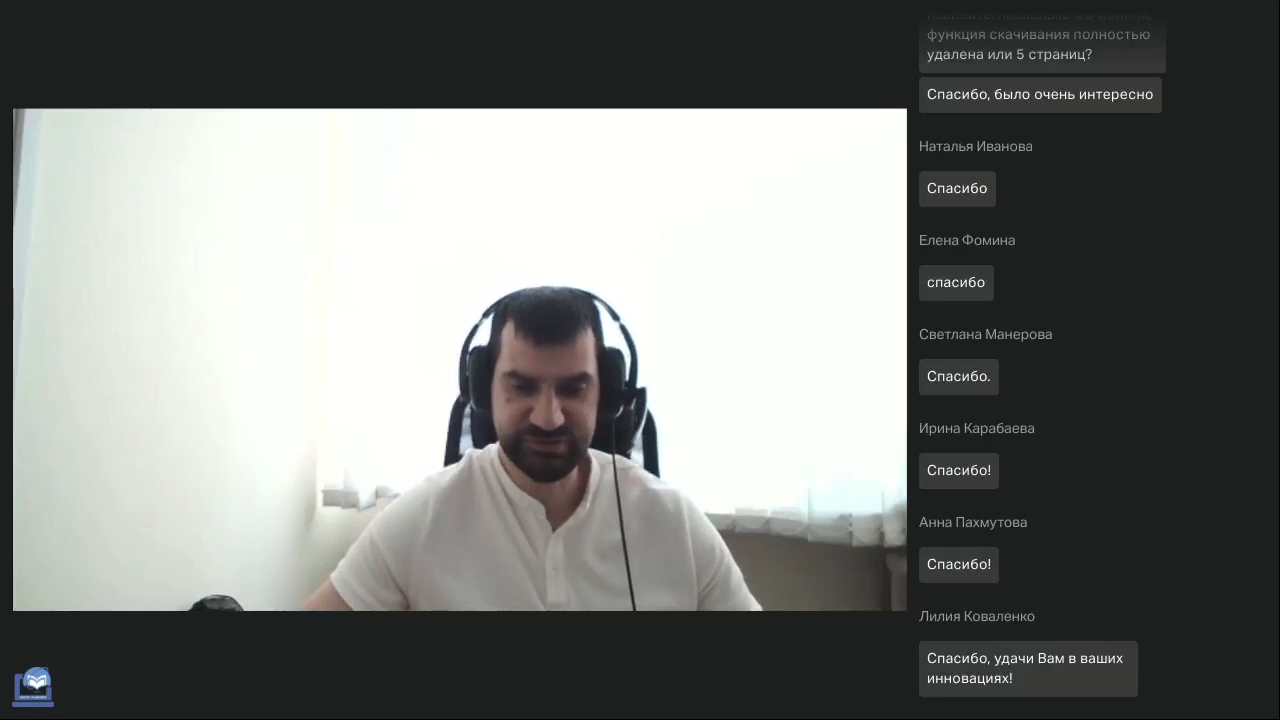 функция скачивания полностью
удалена или 5 страниц?
Спасибо, было очень интересно
Наталья Иванова
Спасибо
Елена Фомина
спасибо
Светлана Манерова
Спасибо.
Ирина Карабаева
Спасибо!
Анна Пахмутова
Спасибо!
Лилия Коваленко
Спасибо, удачи Вам в ваших
инновациях!